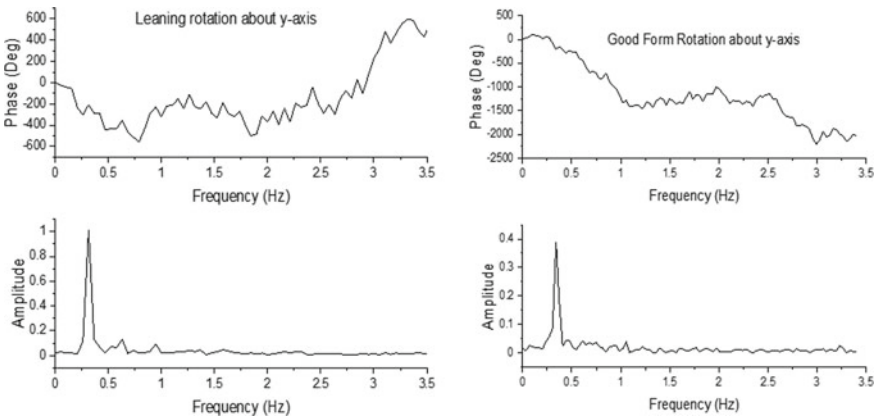 Leaning rotation about y-axis
Phase (Deg)
600
400
200
0
-200
-400
-600
0 0.5 1 1.5 2 2.5 3 3.5
Frequency (Hz)
Good Form Rotation about y-axis
Phase (Deg)
500
0
-500
-1000
-1500
-2000
-2500
0 0.5 1 1.5 2 2.5 3 3.5
Frequency (Hz)
Amplitude
1
0.8
0.6
0.4
0.2
0
0 0.5 1 1.5 2 2.5 3 3.5
Frequency (Hz)
Amplitude
0.4
0.3
0.2
0.1
0
0 0.5 1 1.5 2 2.5 3 3.5
Frequency (Hz)